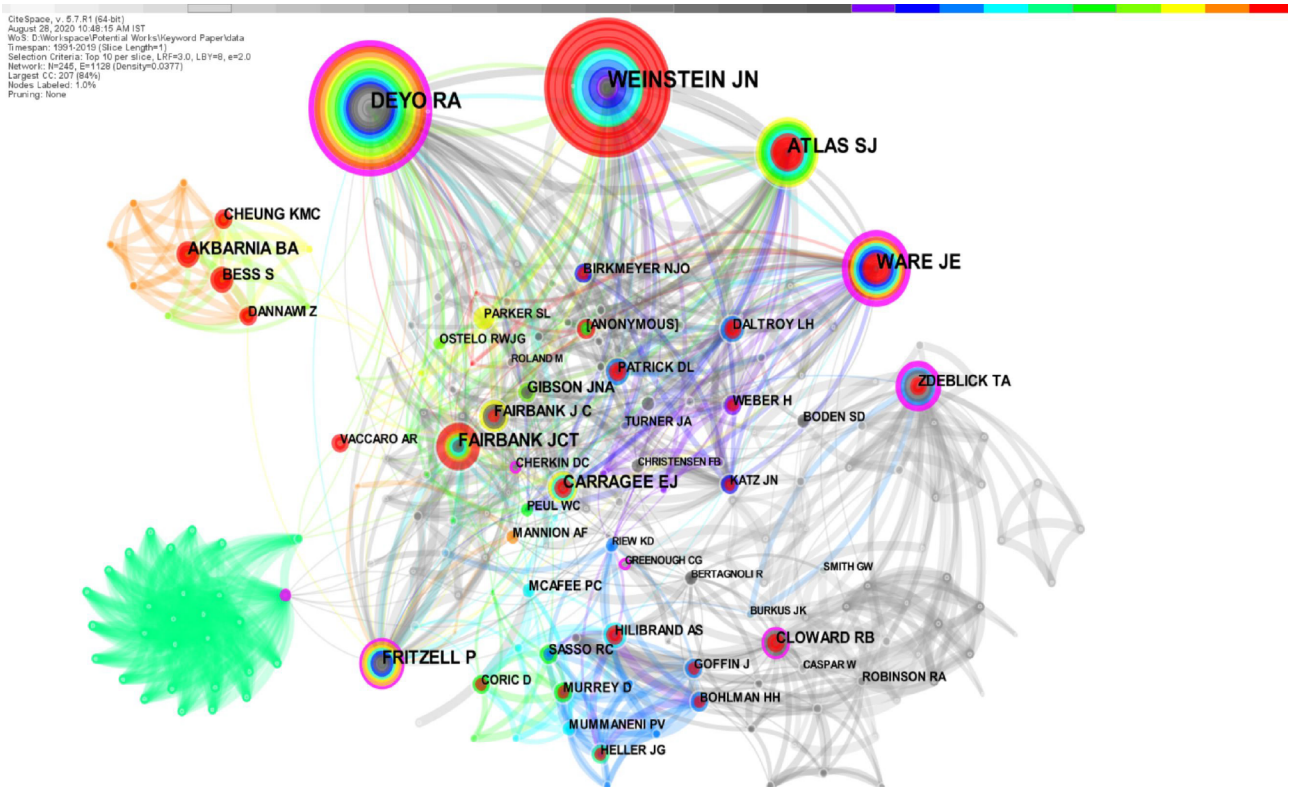 CiteSpace, v. 5.7.R1 (64-bit)
August 28, 2020 10:48:15 AM IST
WoS: D:\Workspace\Potential Works\Keyword Paper\data
Timespan: 1991-2019 (Slice Length=1)
Selection Criteria: Top 10 per slice, LRF=3.0, LBY=8, e=2.0
Network: N=245, E=1128 (Density=0.0377)
Largest CC: 207 (84%)
Nodes Labeled: 1.0%
Pruning: None
WEINSTEIN JN
DEYO RA
ATLAS SJ
CHEUNG KMC
AKBARNIA BA
WARE JE
BIRKMEYER NJO
BESS S
DANNAWI Z
PARKER SL
[ANONYMOUS]
DALTROY LH
OSTELO RWJG
ROLAND M
PATRICK DL
ZDEBLICK TA
GIBSON JNA
WEBER H
FAIRBANK J C
TURNER JA
BODEN SD
VACCARO AR
FAIRBANK JCT
CHERKIN DC
CHRISTENSEN FB
CARRAGEE EJ
KATZ JN
PEUL WC
MANNION AF
RIEW KD
GREENOUGH CG
SMITH GW
BERTAGNOLI R
MCAFEE PC
BURKUS JK
HILIBRAND AS
CLOWARD RB
SASSO RC
FRITZELL P
GOFFIN J
CASPAR W
ROBINSON RA
CORIC D
MURREY D
BOHLMAN HH
MUMMANENI PV
HELLER JG